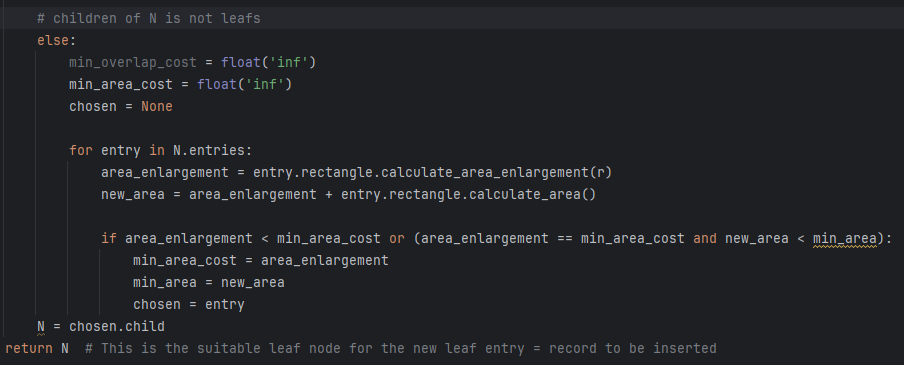 # children of N is not leafs
else:
min_overlap_cost = float('inf')
min_area_cost = float('inf')
chosen = None
for entry in N.entries:
area_enlargement = entry.rectangle.calculate_area_enlargement(r)
new_area = area_enlargement + entry.rectangle.calculate_area()
if area_enlargement < min_area_cost or (area_enlargement == min_area_cost and new_area < min_area):
min_area_cost = area_enlargement
min_area = new_area
chosen = entry
N = chosen.child
return N  # This is the suitable leaf node for the new leaf entry = record to be inserted